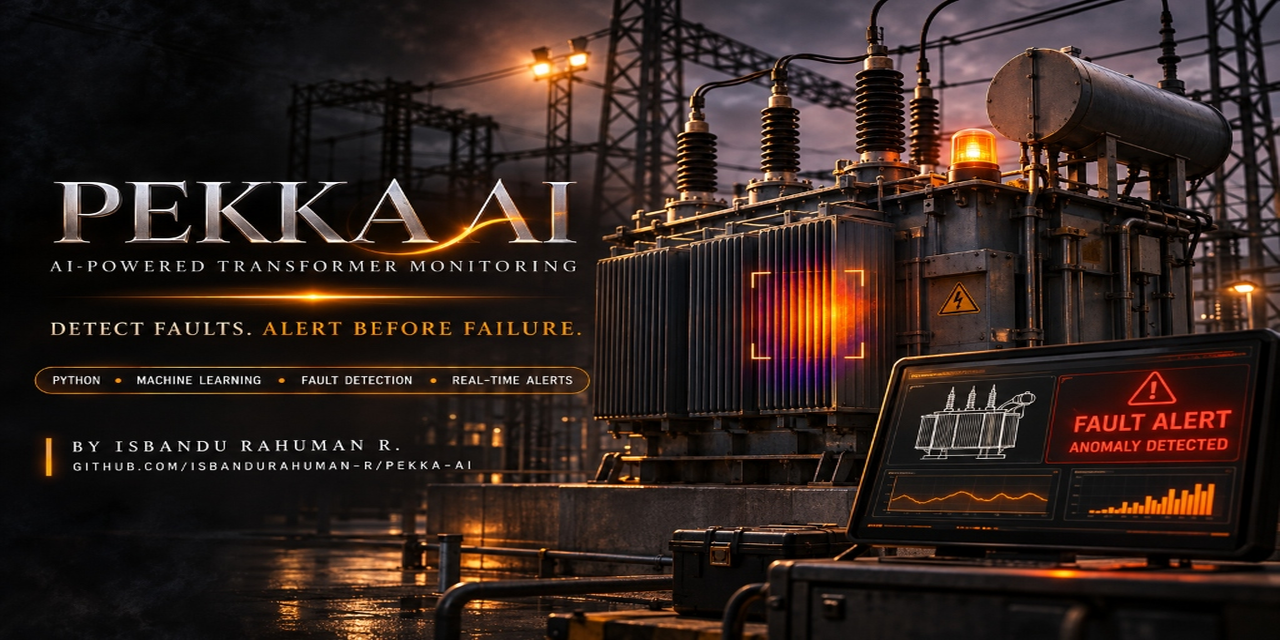 PEKKA AI
AI-POWERED TRANSFORMER MONITORING
DETECT FAULTS. ALERT BEFORE FAILURE.
PYTHON • MACHINE LEARNING • FAULT DETECTION • REAL-TIME ALERTS
BY ISBANDU RAHUMAN R.
GITHUB.COM/ISBANDURAHUMAN-R/PEKKA-AI
FAULT ALERT
ANOMALY DETECTED